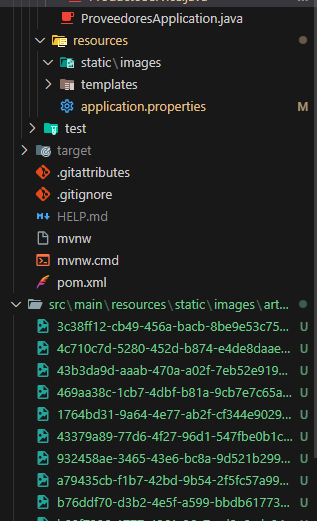 ProveedoresApplication.java
resources
static\images
templates
application.properties M
test
target
.gitattributes
.gitignore
HELP.md
mvnw
mvnw.cmd
pom.xml
src\main\resources\static\images\art...
3c38ff12-cb49-456a-bacb-8be9e53c75... U
4c710c7d-5280-452d-b874-e4de8daae... U
43b3da9d-aaab-470a-a02f-7eb52e919... U
469aa38c-1cb7-4dbf-b81a-9cb7e7c65a... U
1764bd31-9a64-4e77-ab2f-cf344e9029... U
43379a89-77d6-4f27-96d1-547fbe0b1c... U
932458ae-3465-43e6-bc8a-9d521b299... U
a79435cb-f1b7-42bd-9b54-2f5fc57a99... U
b76ddf70-d3b2-4e5f-a599-bbdb61773... U